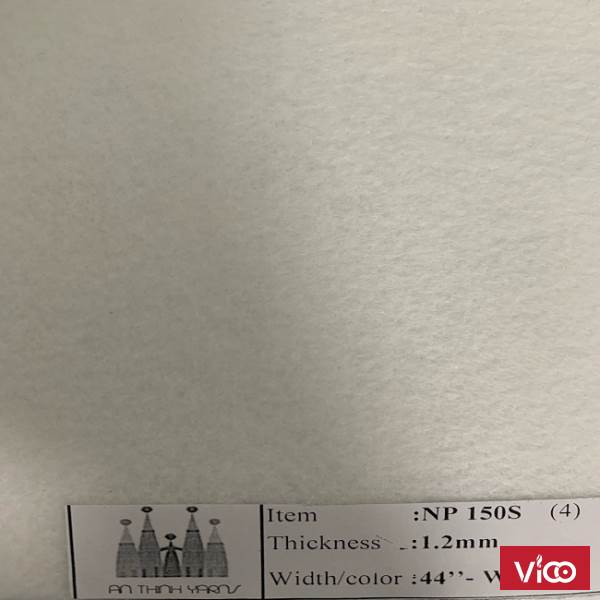 Item :NP 150S (4)
Thickness :1.2mm
Width/color :44’’- W
AN THINH YARNS
Vico